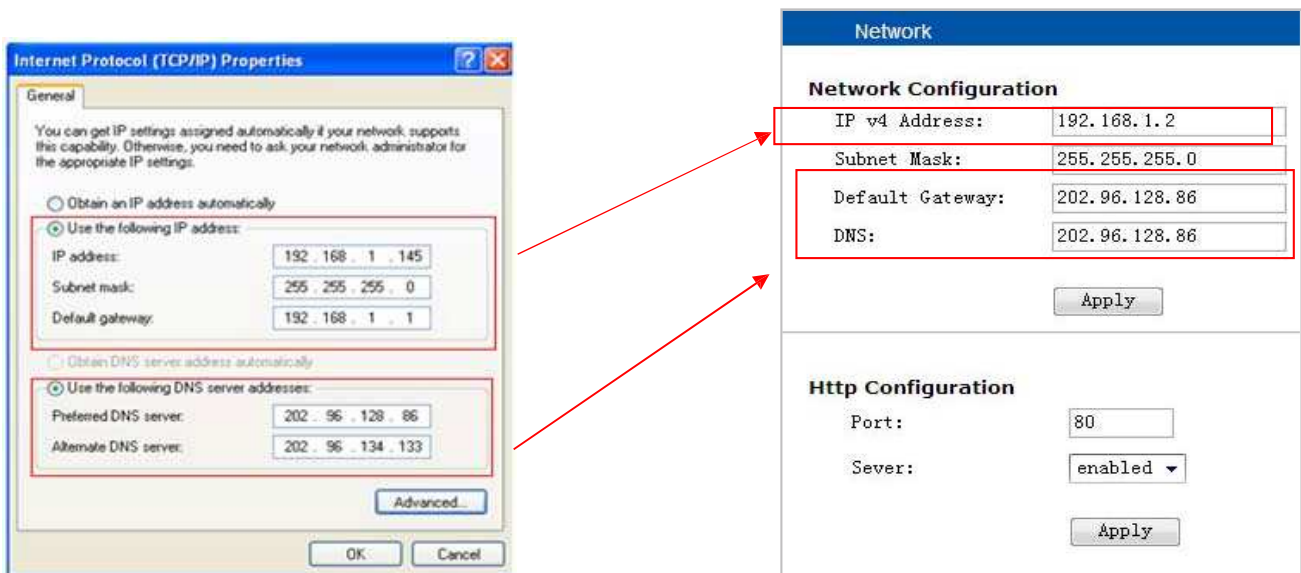 Internet Protocol (TCP/IP) Properties
General
You can get IP settings assigned automatically if your network supports
this capability. Otherwise, you need to ask your network administrator for
the appropriate IP settings.
Obtain an IP address automatically
Use the following IP address:
IP address: 192 . 168 . 1 . 145
Subnet mask: 255 . 255 . 255 . 0
Default gateway: 192 . 168 . 1 . 1
Obtain DNS server address automatically
Use the following DNS server addresses:
Preferred DNS server: 202 . 96 . 128 . 86
Alternate DNS server: 202 . 96 . 134 . 133
Advanced...
OK Cancel
Network
Network Configuration
IP v4 Address: 192.168.1.2
Subnet Mask: 255.255.255.0
Default Gateway: 202.96.128.86
DNS: 202.96.128.86
Apply
Http Configuration
Port: 80
Sever: enabled
Apply